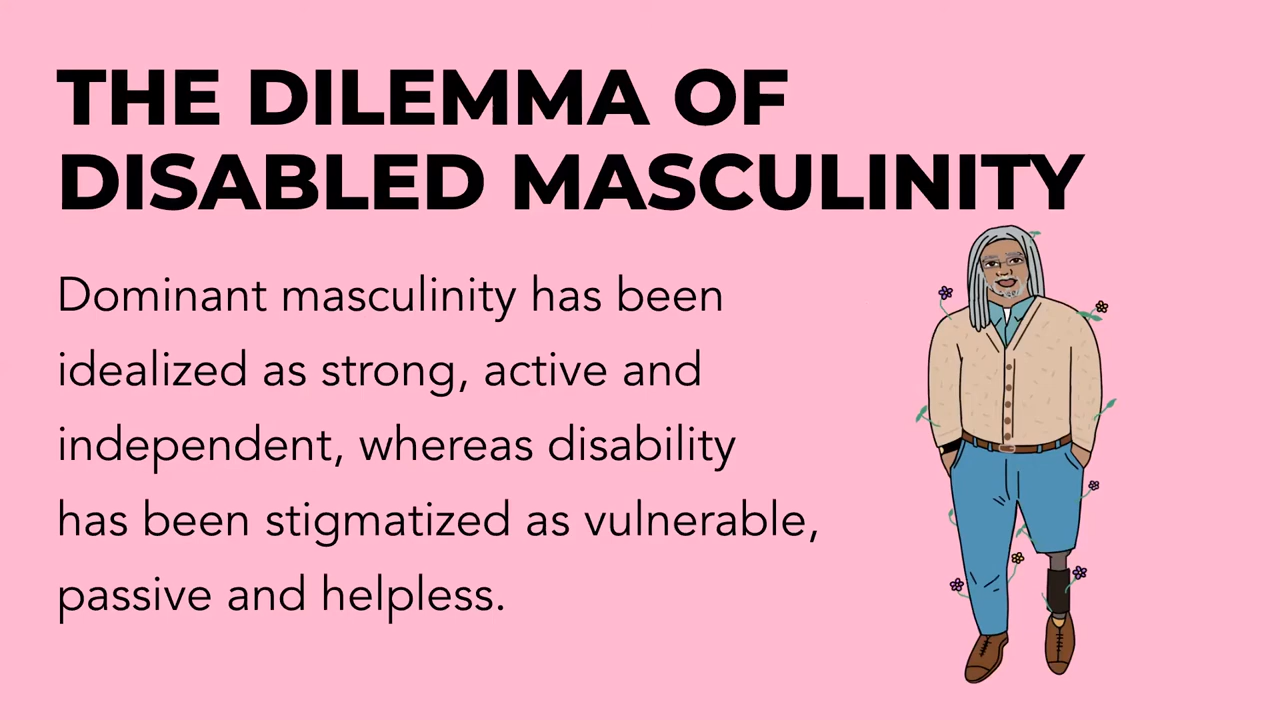 THE DILEMMA OF
DISABLED MASCULINITY
Dominant masculinity has been
idealized as strong, active and
independent, whereas disability
has been stigmatized as vulnerable,
passive and helpless.